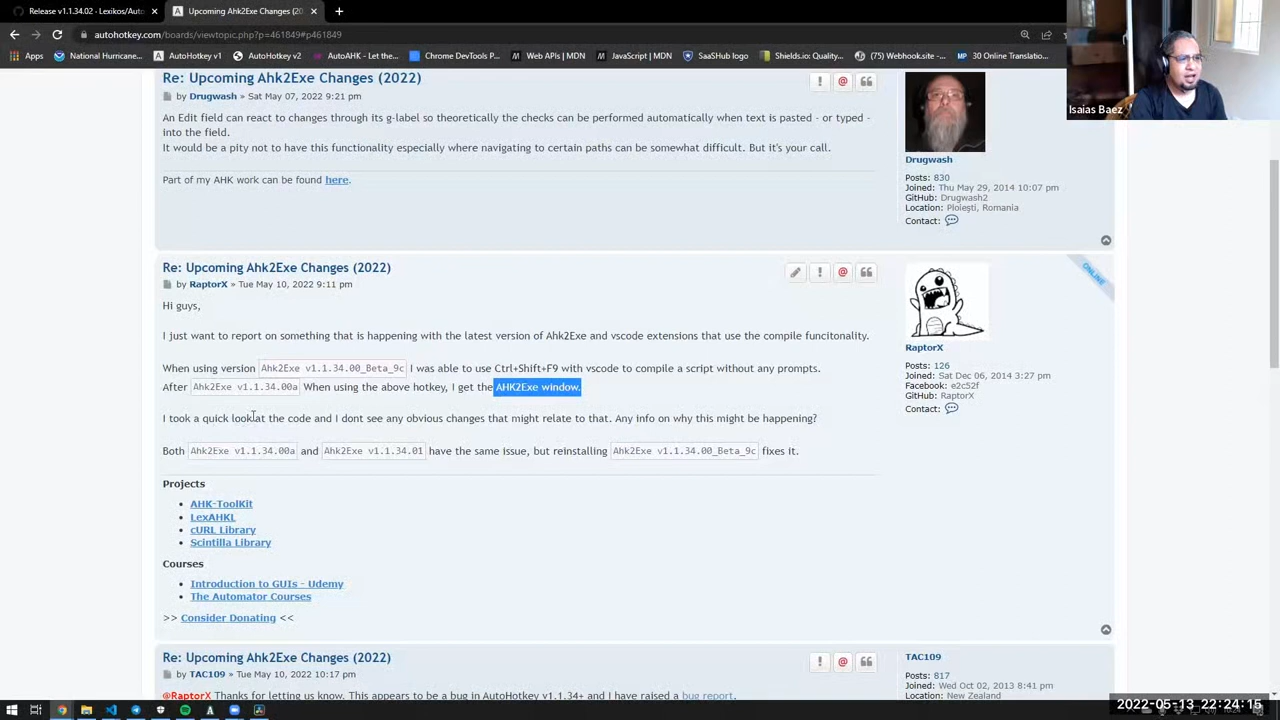 Release v1.1.34.02 - Lexikos/Auto
Upcoming Ahk2Exe Changes (20
autohotkey.com/boards/viewtopic.php?p=461849#p461849
Apps
National Hurricane...
AutoHotkey v1
AutoHotkey v2
AutoAHK - Let the...
Chrome DevTools P...
Web APIs | MDN
JavaScript | MDN
SaaSHub logo
Shields.io: Quality...
(75) Webhook.site-...
30 Online Translatio...
Isaias Baez
Re: Upcoming Ahk2Exe Changes (2022)
by Drugwash » Sat May 07, 2022 9:21 pm
An Edit field can react to changes through its g-label so theoretically the checks can be performed automatically when text is pasted - or typed -
into the field.
It would be a pity not to have this functionality especially where navigating to certain paths can be somewhat difficult. But it's your call.
Part of my AHK work can be found here.
Drugwash
Posts: 830
Joined: Thu May 29, 2014 10:07 pm
GitHub: Drugwash2
Location: Ploieşti, Romania
Contact:
Re: Upcoming Ahk2Exe Changes (2022)
by RaptorX » Tue May 10, 2022 9:11 pm
Hi guys,
I just want to report on something that is happening with the latest version of Ahk2Exe and vscode extensions that use the compile funcitonality.
When using version Ahk2Exe v1.1.34.00_Beta_9c I was able to use Ctrl+Shift+F9 with vscode to compile a script without any prompts.
After Ahk2Exe v1.1.34.00a When using the above hotkey, I get the AHK2Exe window.
I took a quick look at the code and I dont see any obvious changes that might relate to that. Any info on why this might be happening?
Both Ahk2Exe v1.1.34.00a and Ahk2Exe v1.1.34.01 have the same issue, but reinstalling Ahk2Exe v1.1.34.00_Beta_9c fixes it.
Projects
AHK-ToolKit
LexAHKL
cURL Library
Scintilla Library
Courses
Introduction to GUIs - Udemy
The Automator Courses
>> Consider Donating <<
ONLINE
RaptorX
Posts: 126
Joined: Sat Dec 06, 2014 3:27 pm
Facebook: e2c52f
GitHub: RaptorX
Contact:
Re: Upcoming Ahk2Exe Changes (2022)
by TAC109 » Tue May 10, 2022 10:17 pm
@RaptorX Thanks for letting us know. This appears to be a bug in AutoHotkey v1.1.34+ and I have raised a bug report.
TAC109
Posts: 817
Joined: Wed Oct 02, 2013 8:41 pm
Location: New Zealand
2022-05-13 22:24:15